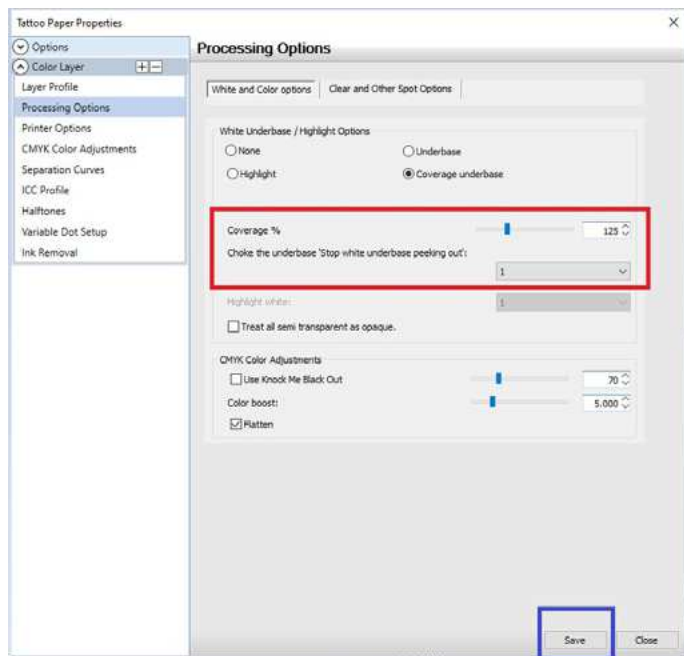 Tattoo Paper Properties
Options
Color Layer
Layer Profile
Processing Options
Printer Options
CMYK Color Adjustments
Separation Curves
ICC Profile
Halftones
Variable Dot Setup
Ink Removal
Processing Options
White and Color options Clear and Other Spot Options
White Underbase / Highlight Options
None Underbase
Highlight Coverage underbase
Coverage % 125
Choke the underbase 'Stop white underbase peeking out':
1
Highlight white: 1
Treat all semi transparent as opaque.
CMYK Color Adjustments
Use Knock Me Black Out 70
Color boost: 5.000
Flatten
Save Close